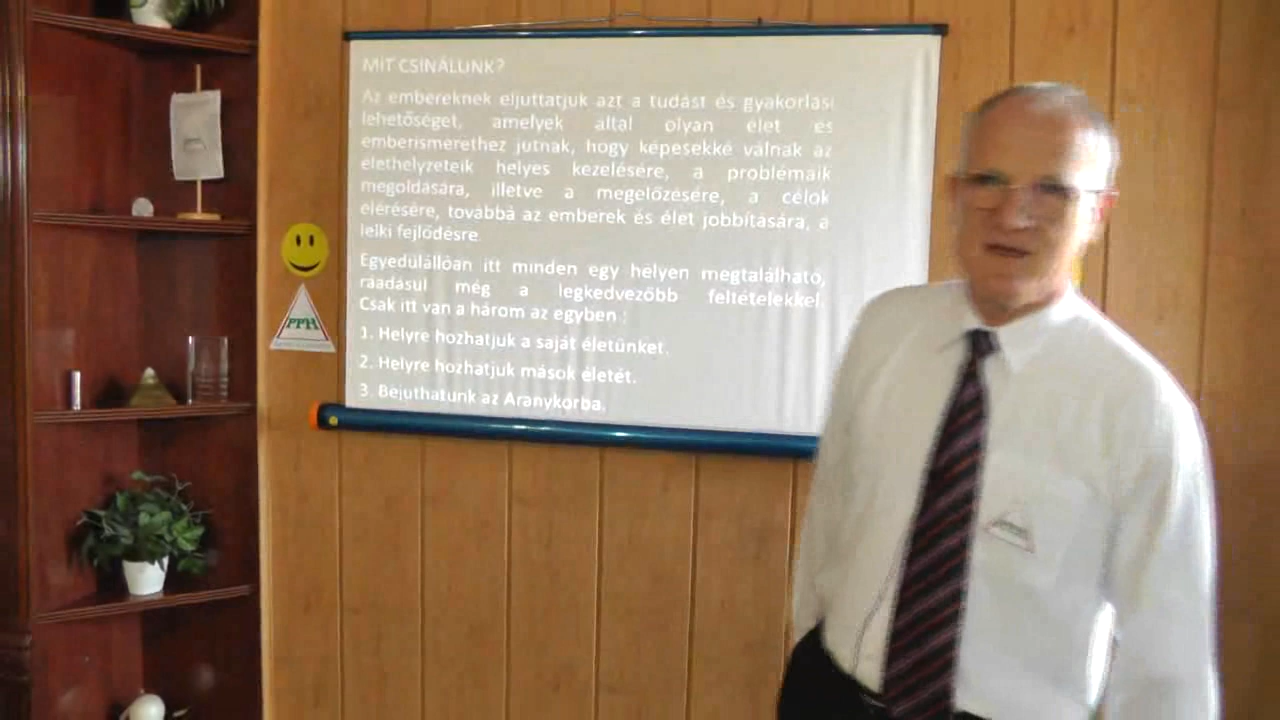 MIT CSINÁLUNK?
Az embereknek eljuttatjuk azt a tudást és gyakorlási
lehetőséget, amelyek által olyan élet és
emberismerethez jutnak, hogy képesekké válnak az
élethelyzeteik helyes kezelésére, a problémáik
megoldására, illetve a megelőzésére, a célok
elérésére, továbbá az emberek és élet jobbítására, a
lelki fejlődésre.
Egyedülállóan itt minden egy helyen megtalálható,
ráadásul még a legkedvezőbb feltételekkel.
Csak itt van a három az egyben :
1. Helyre hozhatjuk a saját életünket.
2. Helyre hozhatjuk mások életét.
3. Bejuthatunk az Aranykorba.
PPH